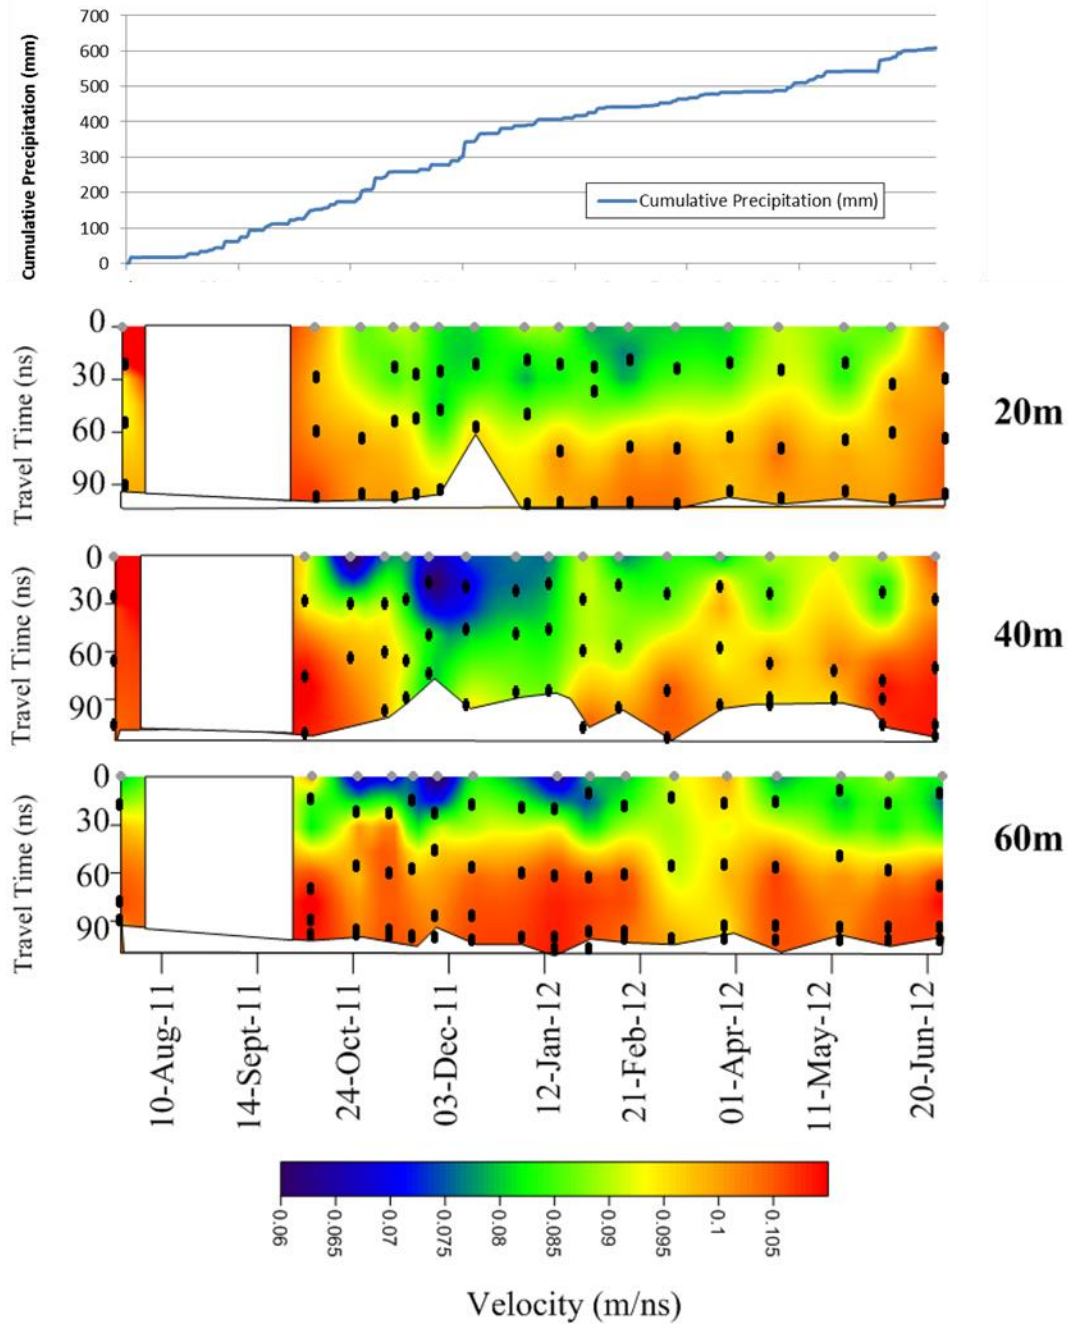 Cumulative Precipitation (mm)
700
600
500
400
300
200
100
0
Cumulative Precipitation (mm)
Travel Time (ns)
0
30
60
90
20m
Travel Time (ns)
0
30
60
90
40m
Travel Time (ns)
0
30
60
90
60m
10-Aug-11
14-Sept-11
24-Oct-11
03-Dec-11
12-Jan-12
21-Feb-12
01-Apr-12
11-May-12
20-Jun-12
0.06
0.065
0.07
0.075
0.08
0.085
0.09
0.095
0.1
0.105
Velocity (m/ns)